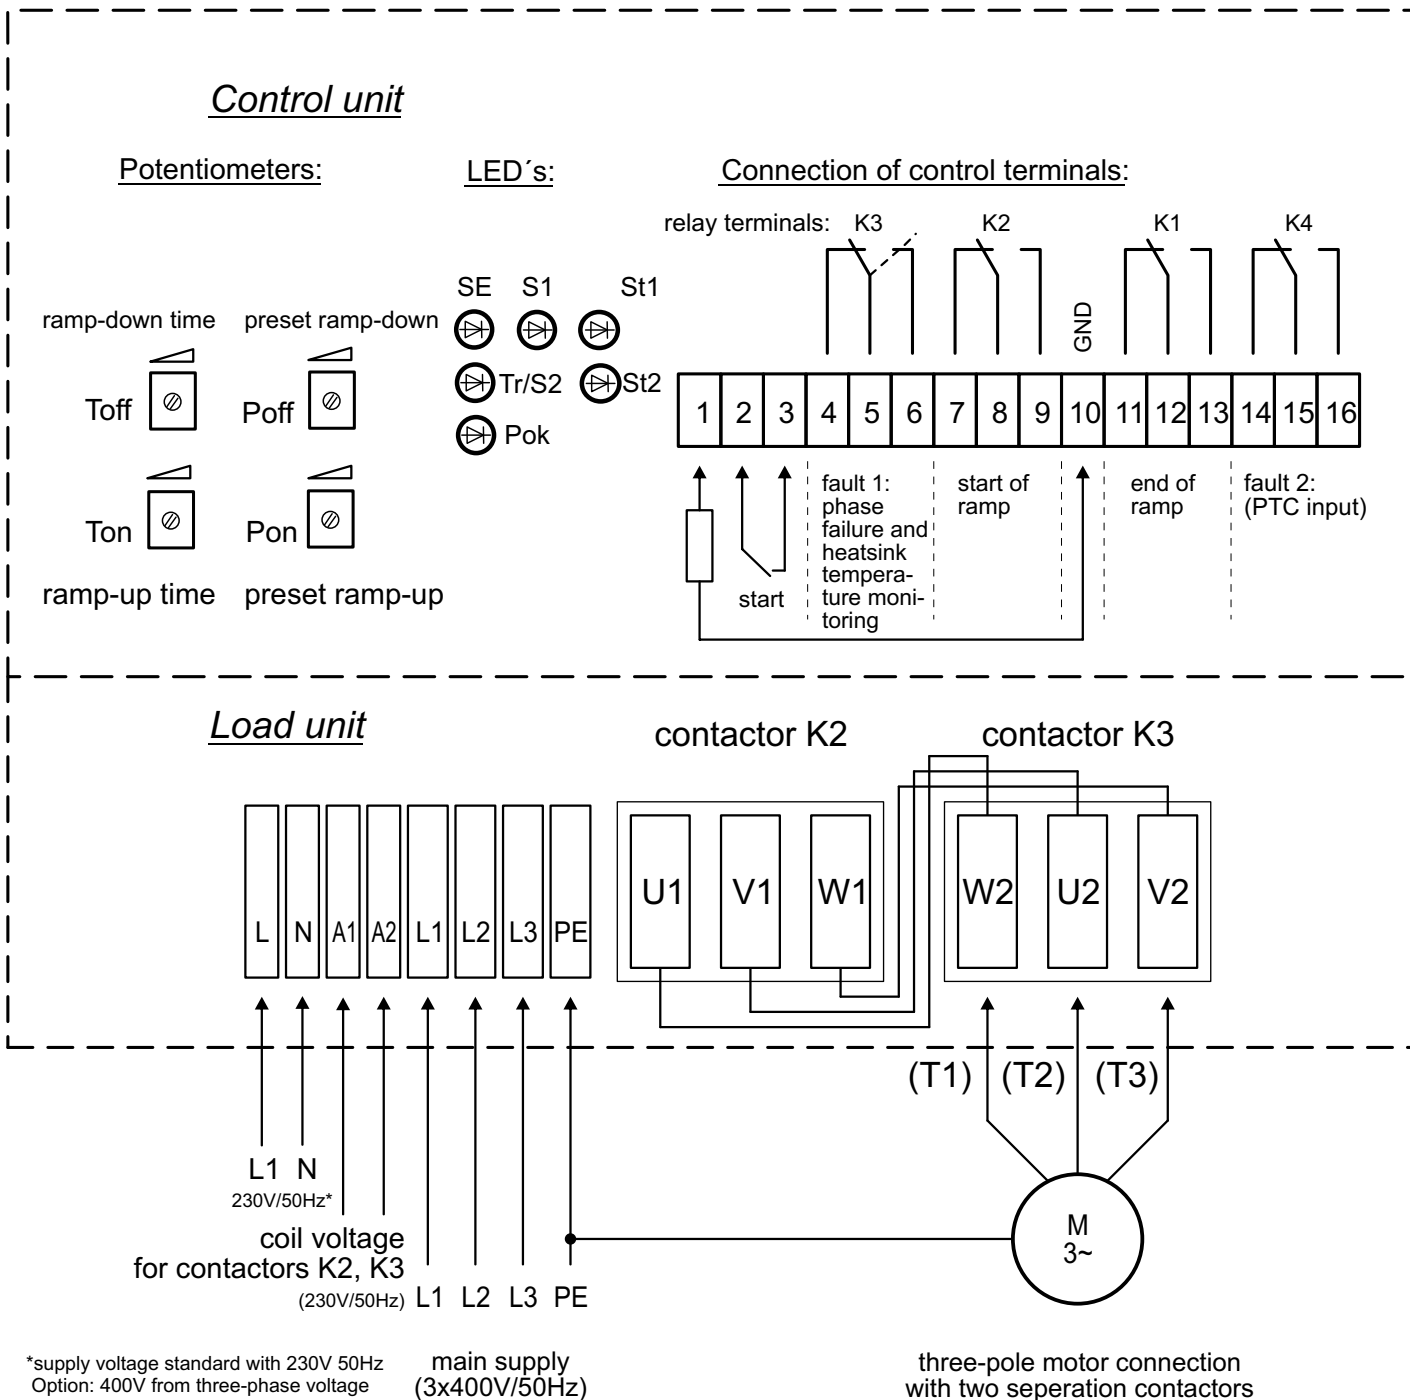 Control unit
Potentiometers:
LED´s:
Connection of control terminals:
relay terminals: K3 K2 K1 K4
SE S1 St1
ramp-down time preset ramp-down
GND
Toff Poff
Tr/S2 St2
Pok
1 2 3 4 5 6 7 8 9 10 11 12 13 14 15 16
Ton Pon
ramp-up time preset ramp-up
start
fault 1:
phase
failure and
heatsink
tempera-
ture moni-
toring
start of
ramp
end of
ramp
fault 2:
(PTC input)
Load unit
contactor K2
contactor K3
L N A1 A2 L1 L2 L3 PE
U1 V1 W1
W2 U2 V2
(T1) (T2) (T3)
L1 N
230V/50Hz*
coil voltage
for contactors K2, K3
(230V/50Hz)
L1 L2 L3 PE
M
3~
*supply voltage standard with 230V 50Hz
Option: 400V from three-phase voltage
main supply
(3x400V/50Hz)
three-pole motor connection
with two seperation contactors